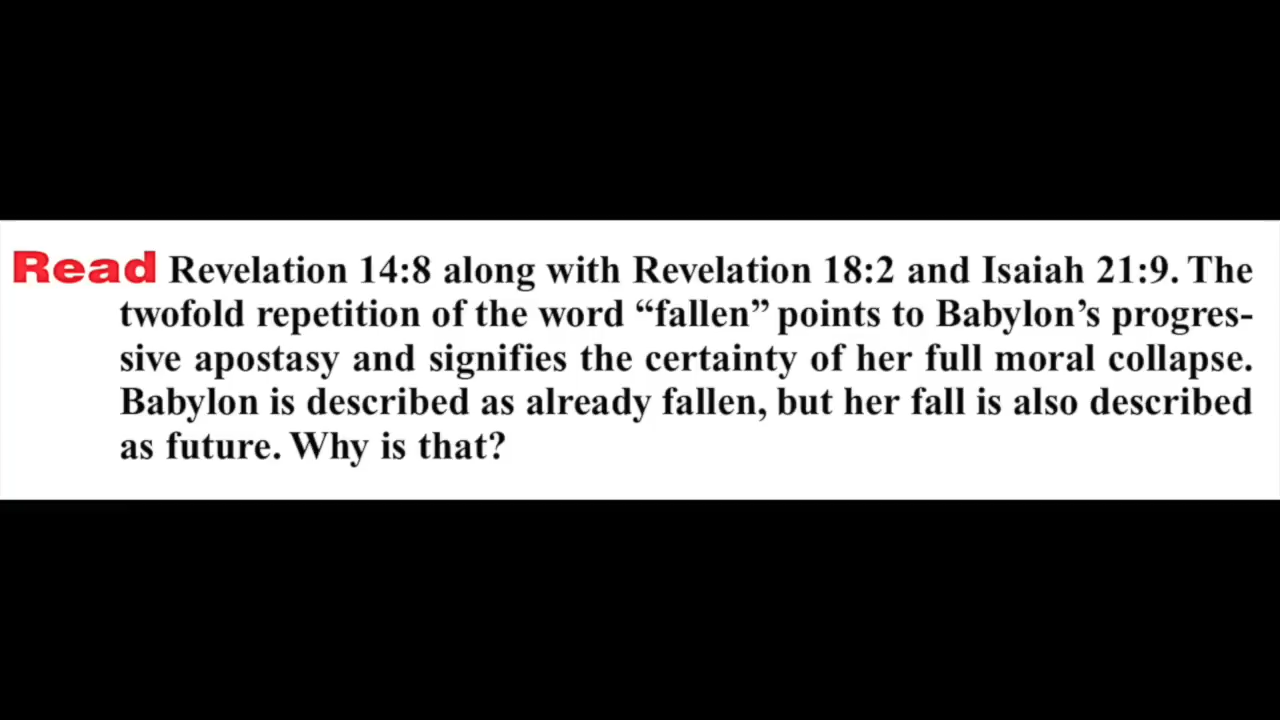 Read Revelation 14:8 along with Revelation 18:2 and Isaiah 21:9. The
twofold repetition of the word “fallen” points to Babylon’s progres-
sive apostasy and signifies the certainty of her full moral collapse.
Babylon is described as already fallen, but her fall is also described
as future. Why is that?